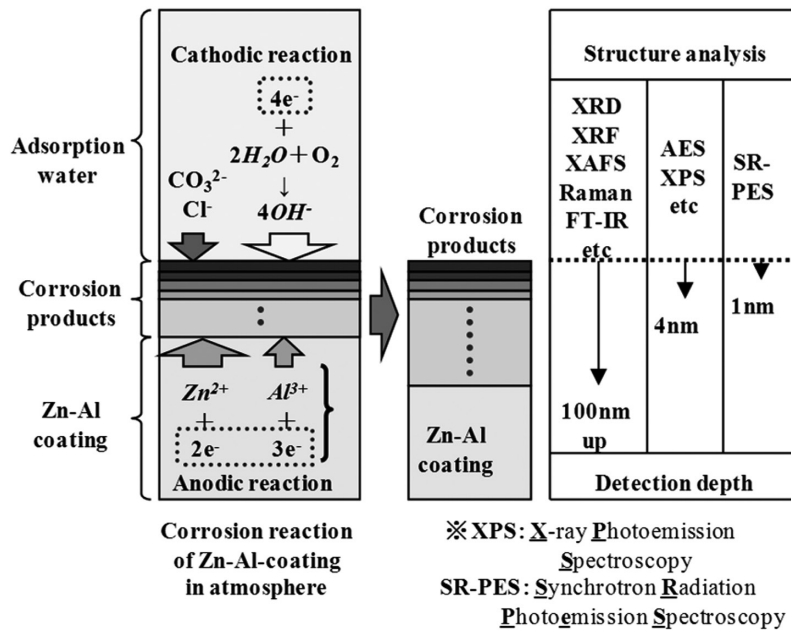 Cathodic reaction
4e⁻
+
2H₂O + O₂
↓
4OH⁻
CO₃²⁻
Cl⁻
Adsorption
water
Corrosion
products
⋮
Zn-Al
coating
Zn²⁺ Al³⁺
+ +
2e⁻ 3e⁻
Anodic reaction
Corrosion reaction
of Zn-Al-coating
in atmosphere
Corrosion
products
Zn-Al
coating
Structure analysis
XRD
XRF
XAFS
Raman
FT-IR
etc
AES
XPS
etc
SR-
PES
100nm
up
4nm
1nm
Detection depth
※ XPS: X-ray Photoemission
Spectroscopy
SR-PES: Synchrotron Radiation
Photoemission Spectroscopy